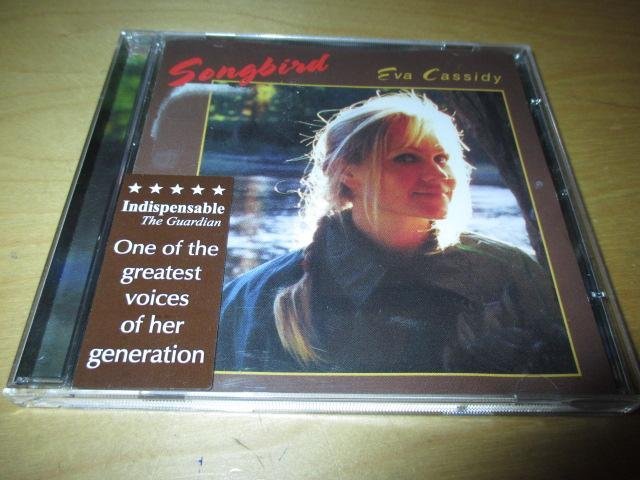 Songbird
Eva Cassidy
★★★★★
Indispensable
The Guardian
One of the
greatest
voices
of her
generation